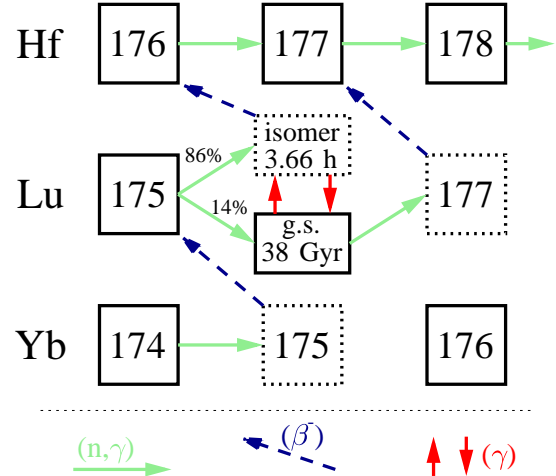 Hf 176 177 178
isomer
3.66 h
86%
Lu 175 177
14%
g.s.
38 Gyr
Yb 174 175 176
(n,γ) (β⁻) (γ)